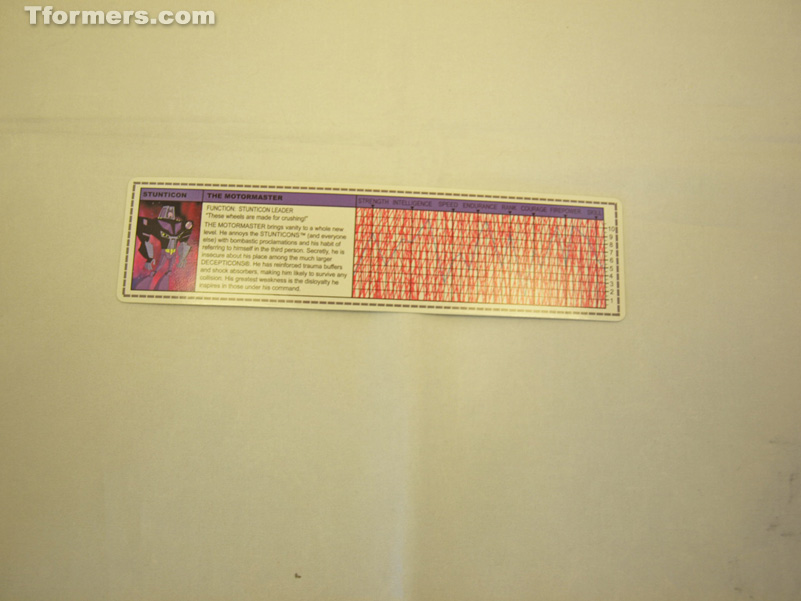 Tformers.com
STUNTICON
THE MOTORMASTER
FUNCTION: STUNTICON LEADER
"These wheels are made for crushing!"
THE MOTORMASTER brings vanity to a whole new
level. He annoys the STUNTICONS™ (and everyone
else) with bombastic proclamations and his habit of
referring to himself in the third person. Secretly, he is
insecure about his place among the much larger
DECEPTICONS®. He has reinforced trauma buffers
and shock absorbers, making him likely to survive any
collision. His greatest weakness is the disloyalty he
inspires in those under his command.
STRENGTH INTELLIGENCE SPEED ENDURANCE RANK COURAGE FIREPOWER SKILL
10
9
8
7
6
5
4
3
2
1